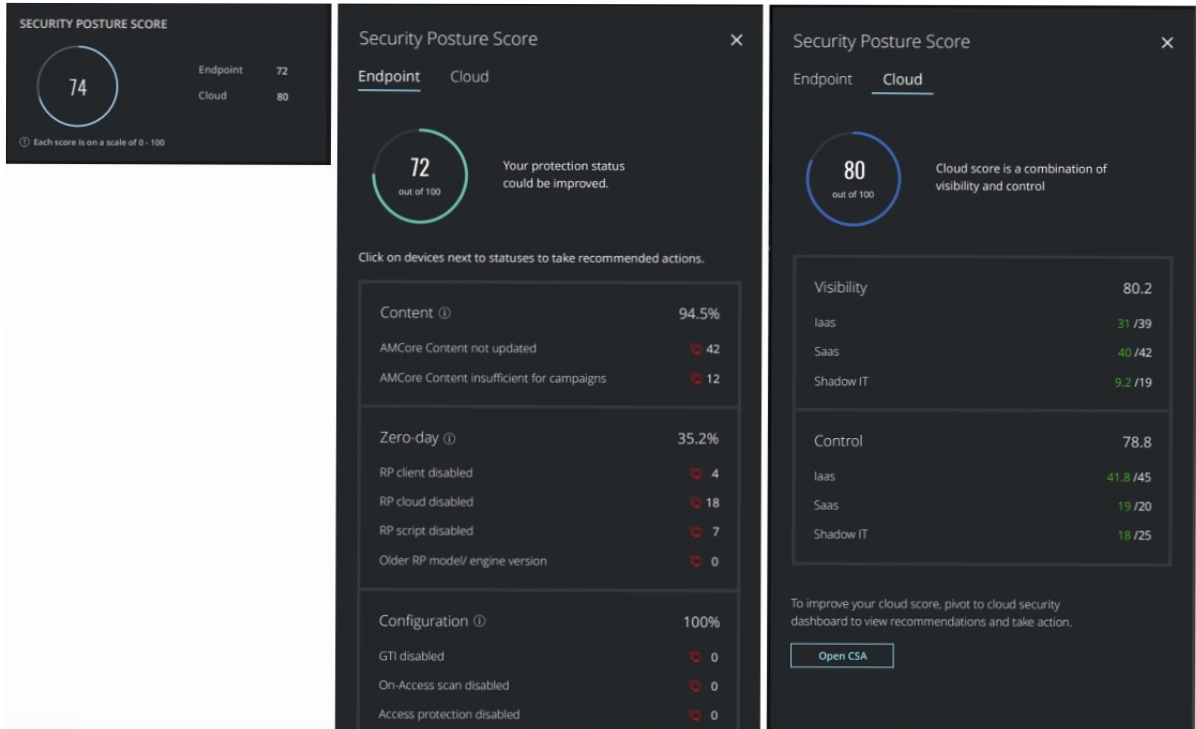 SECURITY POSTURE SCORE
74
Endpoint 72
Cloud 80
Each score is on a scale of 0 - 100
Security Posture Score
Endpoint Cloud
72
out of 100
Your protection status
could be improved.
Click on devices next to statuses to take recommended actions.
Content 94.5%
AMCore Content not updated 42
AMCore Content insufficient for campaigns 12
Zero-day 35.2%
RP client disabled 4
RP cloud disabled 18
RP script disabled 7
Older RP model/ engine version 0
Configuration 100%
GTI disabled 0
On-Access scan disabled 0
Access protection disabled 0
Security Posture Score
Endpoint Cloud
80
out of 100
Cloud score is a combination of
visibility and control
Visibility 80.2
Iaas 31 /39
Saas 40 /42
Shadow IT 9.2 /19
Control 78.8
Iaas 41.8 /45
Saas 19 /20
Shadow IT 18 /25
To improve your cloud score, pivot to cloud security
dashboard to view recommendations and take action.
Open CSA